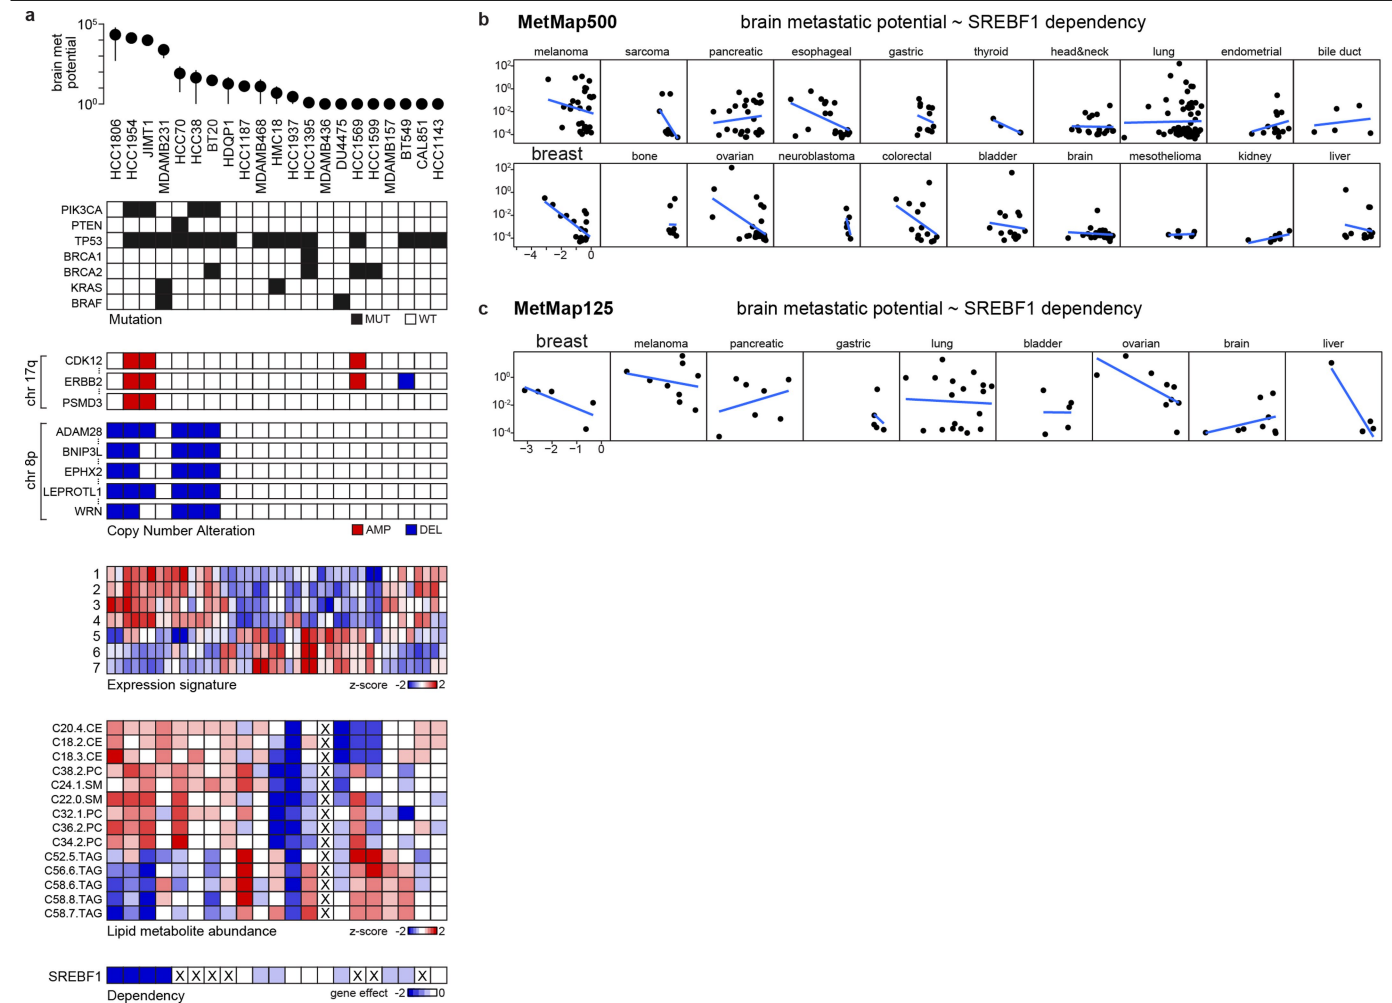 a
brain met
potential
10⁵
10⁰
HCC1806
HCC1954
JIMT1
MDAMB231
HCC70
HCC38
BT20
HDQP1
HCC1187
MDAMB468
HMC18
HCC1937
HCC1395
MDAMB436
DU4475
HCC1569
HCC1599
MDAMB157
BT549
CAL851
HCC1143
PIK3CA
PTEN
TP53
BRCA1
BRCA2
KRAS
BRAF
Mutation MUT WT
chr 17q
CDK12
ERBB2
PSMD3
chr 8p
ADAM28
BNIP3L
EPHX2
LEPROTL1
WRN
Copy Number Alteration AMP DEL
1
2
3
4
5
6
7
Expression signature z-score -2 2
C20.4.CE X
C18.2.CE X
C18.3.CE X
C38.2.PC X
C24.1.SM X
C22.0.SM X
C32.1.PC X
C36.2.PC X
C34.2.PC X
C52.5.TAG X
C56.6.TAG X
C58.6.TAG X
C58.8.TAG X
C58.7.TAG X
Lipid metabolite abundance z-score -2 2
SREBF1 X X X X X X X
Dependency gene effect -2 0
b MetMap500 brain metastatic potential ~ SREBF1 dependency
melanoma sarcoma pancreatic esophageal gastric thyroid head&neck lung endometrial bile duct
10²
10⁰
10⁻²
10⁻⁴
breast bone ovarian neuroblastoma colorectal bladder brain mesothelioma kidney liver
10²
10⁰
10⁻²
10⁻⁴
−4 −2 0
c MetMap125 brain metastatic potential ~ SREBF1 dependency
breast melanoma pancreatic gastric lung bladder ovarian brain liver
10⁰
10⁻²
10⁻⁴
−3 −2 −1 0